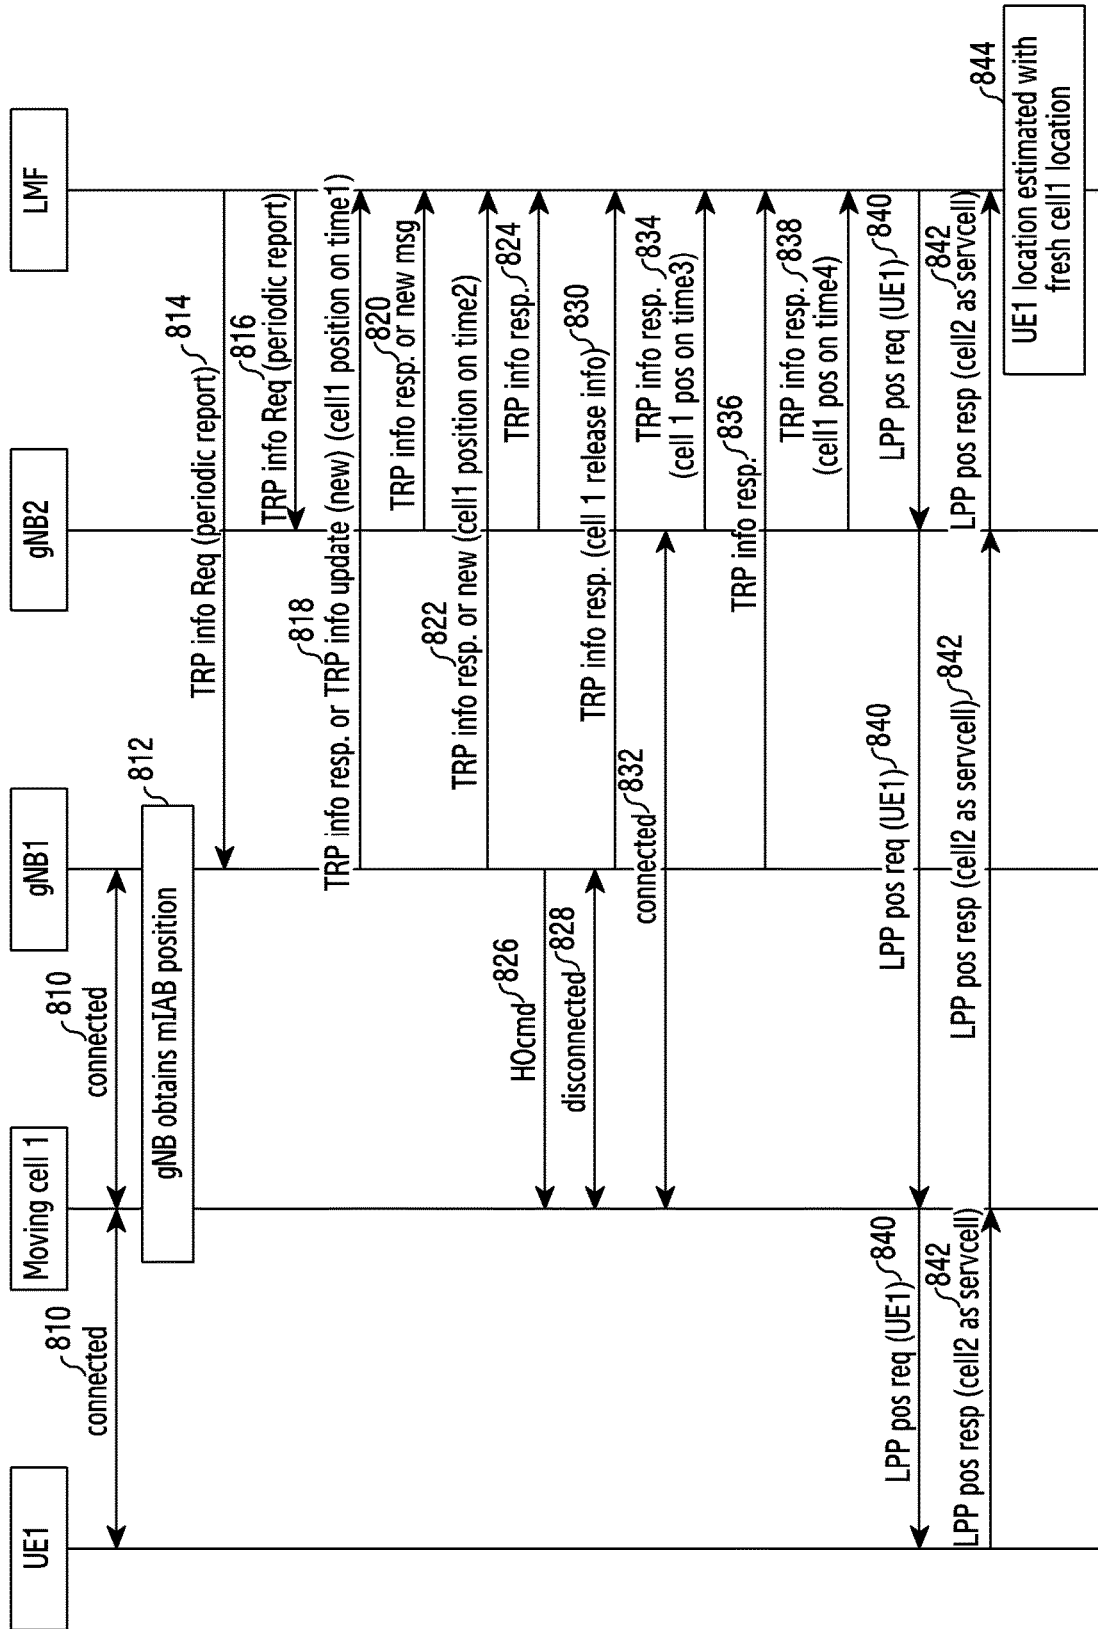 UE1
Moving cell 1
gNB1
gNB2
LMF
810
connected
810
connected
812
gNB obtains mIAB position
TRP info Req (periodic report) 814
816
TRP info Req (periodic report)
818
TRP info resp. or TRP info update (new) (cell1 position on time1)
820
TRP info resp. or new msg
822
TRP info resp. or new (cell1 position on time2)
TRP info resp. 824
HOcmd 826
disconnected 828
TRP info resp. (cell 1 release info) 830
connected 832
TRP info resp. 834
(cell 1 pos on time3)
TRP info resp. 836
TRP info resp. 838
(cell1 pos on time4)
LPP pos req (UE1) 840
LPP pos req (UE1) 840
LPP pos req (UE1) 840
842
LPP pos resp (cell2 as servcell)
LPP pos resp (cell2 as servcell) 842
842
LPP pos resp (cell2 as servcell)
844
UE1 location estimated with
fresh cell1 location